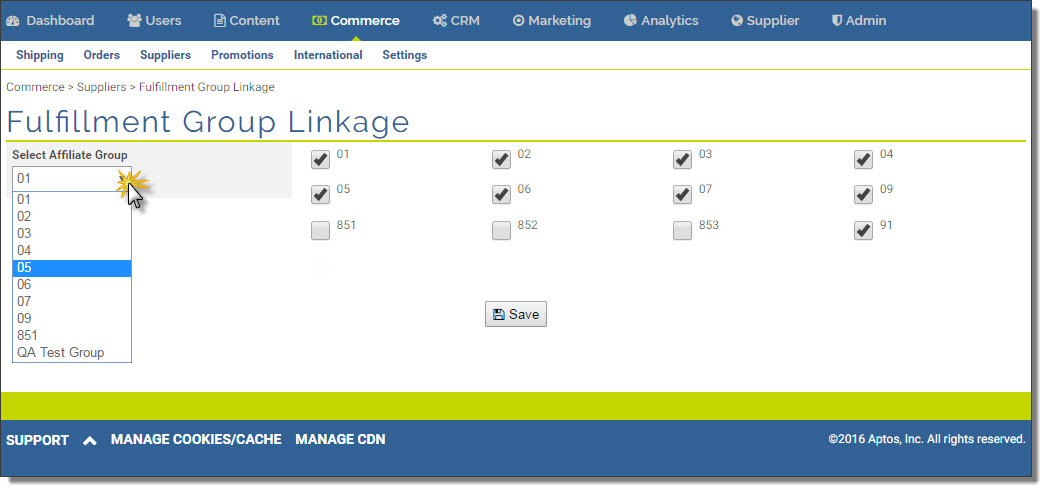 Dashboard Users Content Commerce CRM Marketing Analytics Supplier Admin
Shipping Orders Suppliers Promotions International Settings
Commerce > Suppliers > Fulfillment Group Linkage
Fulfillment Group Linkage
Select Affiliate Group
01
01
02
03
04
05
06
07
09
851
QA Test Group
01 02 03 04
05 06 07 09
851 852 853 91
Save
SUPPORT MANAGE COOKIES/CACHE MANAGE CDN ©2016 Aptos, Inc. All rights reserved.